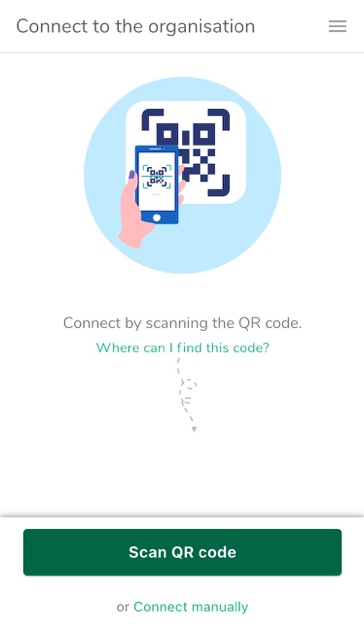 Connect to the organisation
Connect by scanning the QR code.
Where can I find this code?
Scan QR code
or Connect manually